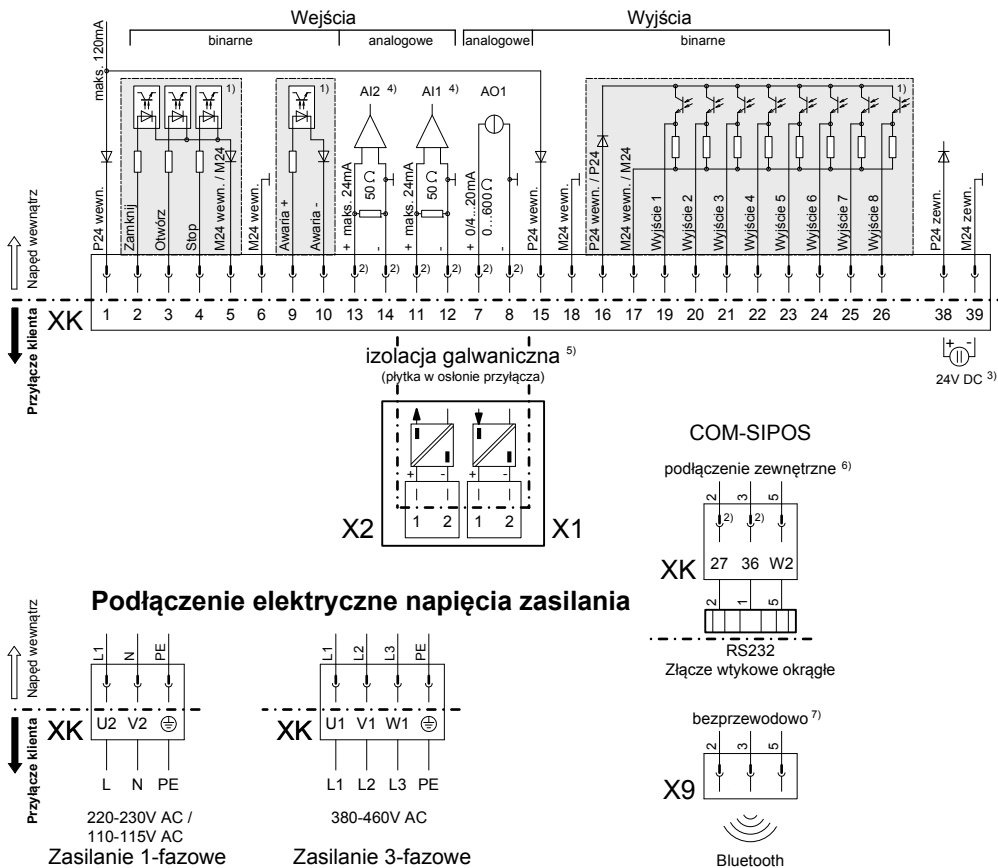 Wejścia
Wyjścia
binarne
analogowe
analogowe
binarne
maks. 120mA
1)
1)
AI2 4)
AI1 4)
AO1
1)
P24 wewn.
Zamknij
Otwórz
Stop
M24 wewn. / M24
M24 wewn.
Awaria +
Awaria -
+ maks. 24mA
50 Ω
-
+ maks. 24mA
50 Ω
-
+ 0/4...20mA
0...600Ω
-
P24 wewn.
M24 wewn.
P24 wewn. / P24
M24 wewn. / M24
Wyjście 1
Wyjście 2
Wyjście 3
Wyjście 4
Wyjście 5
Wyjście 6
Wyjście 7
Wyjście 8
P24 zewn.
M24 zewn.
Napęd wewnątrz
2) 2) 2) 2) 2) 2)
XK 1 2 3 4 5 6 9 10 13 14 11 12 7 8 15 18 16 17 19 20 21 22 23 24 25 26 38 39
Przyłącze klienta
+ -
24V DC 3)
izolacja galwaniczna 5)
(płytka w osłonie przyłącza)
+ - + -
1 2 1 2
X2 X1
COM-SIPOS
podłączenie zewnętrzne 6)
2 3 5
2) 2)
XK 27 36 W2
2 1 5
RS232
Złącze wtykowe okrągłe
bezprzewodowo 7)
2 3 5
X9
Bluetooth
Podłączenie elektryczne napięcia zasilania
Napęd wewnątrz
Przyłącze klienta
L1 N PE
XK U2 V2
L N PE
220-230V AC /
110-115V AC
Zasilanie 1-fazowe
L1 L2 L3 PE
XK U1 V1 W1
L1 L2 L3 PE
380-460V AC
Zasilanie 3-fazowe